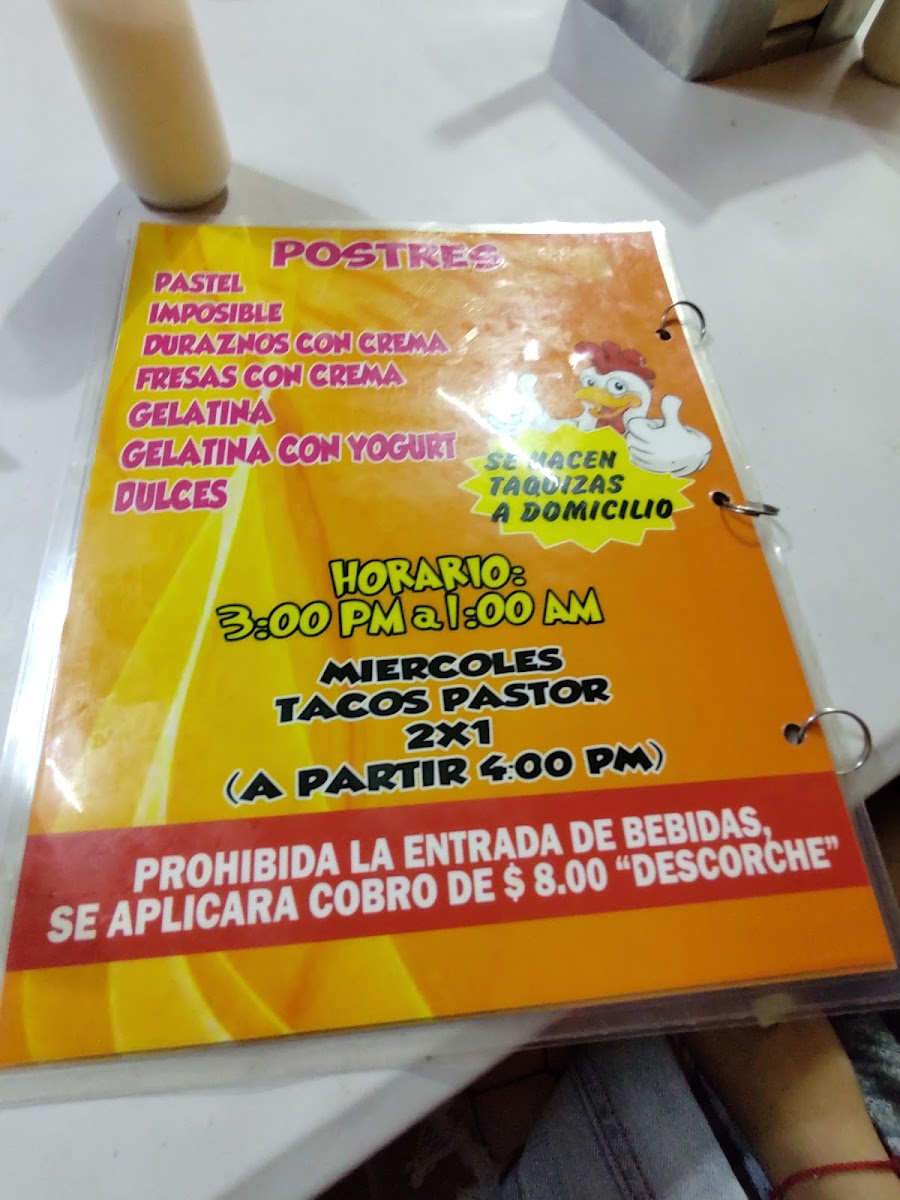 POSTRES
PASTEL
IMPOSIBLE
DURAZNOS CON CREMA
FRESAS CON CREMA
GELATINA
GELATINA CON YOGURT
DULCES
SE HACEN
TAQUIZAS
A DOMICILIO
HORARIO:
3:00 PM a 1:00 AM
MIERCOLES
TACOS PASTOR
2X1
(A PARTIR 4:00 PM)
PROHIBIDA LA ENTRADA DE BEBIDAS,
SE APLICARA COBRO DE $ 8.00 “DESCORCHE”